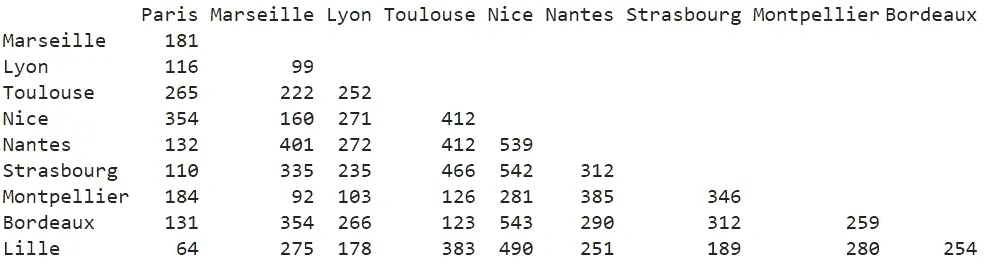 Paris Marseille Lyon Toulouse Nice Nantes Strasbourg Montpellier Bordeaux
Marseille 181
Lyon 116 99
Toulouse 265 222 252
Nice 354 160 271 412
Nantes 132 401 272 412 539
Strasbourg 110 335 235 466 542 312
Montpellier 184 92 103 126 281 385 346
Bordeaux 131 354 266 123 543 290 312 259
Lille 64 275 178 383 490 251 189 280 254